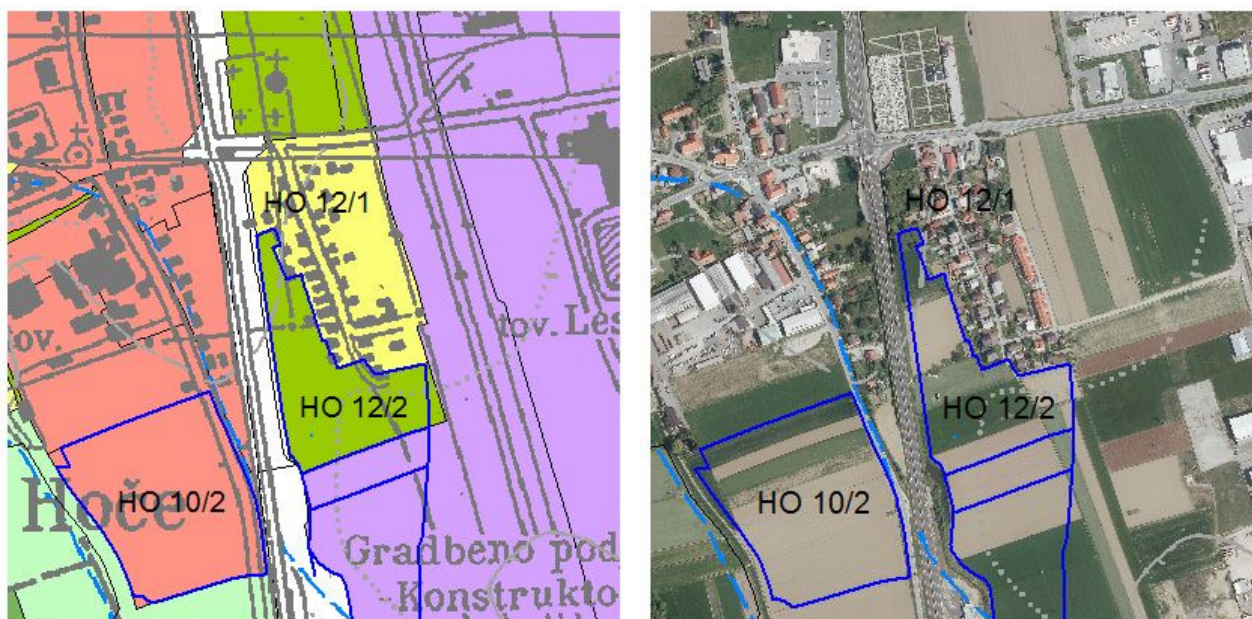 HO 12/1
HO 12/2
tov.
Les
HO 10/2
Hoče
Gradbeno pod
-Konstrukto
HO 12/1
HO 12/2
HO 10/2